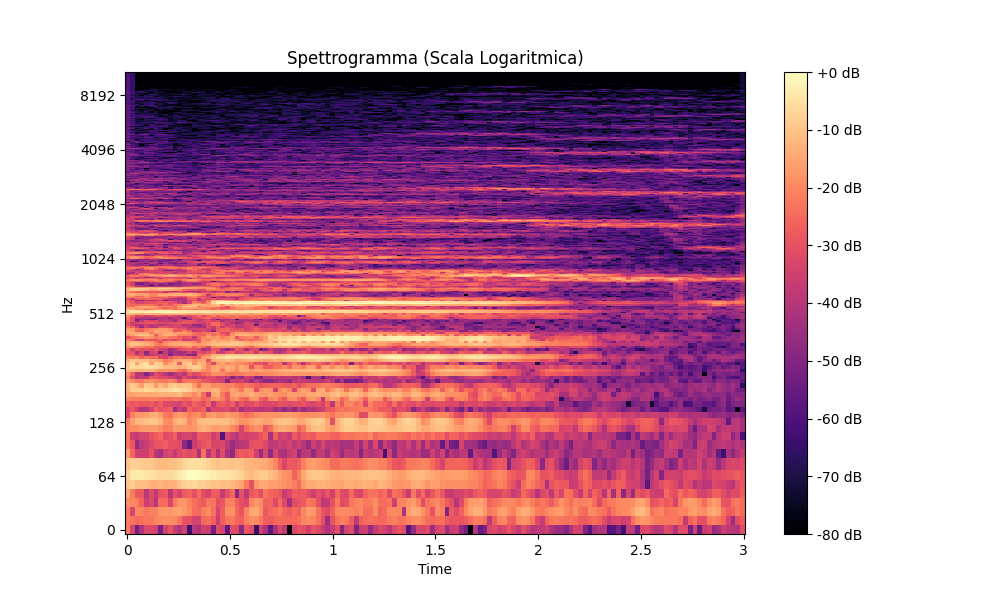 Spettrogramma (Scala Logaritmica)
Hz
8192
4096
2048
1024
512
256
128
64
0
0 0.5 1 1.5 2 2.5 3
Time
+0 dB
-10 dB
-20 dB
-30 dB
-40 dB
-50 dB
-60 dB
-70 dB
-80 dB